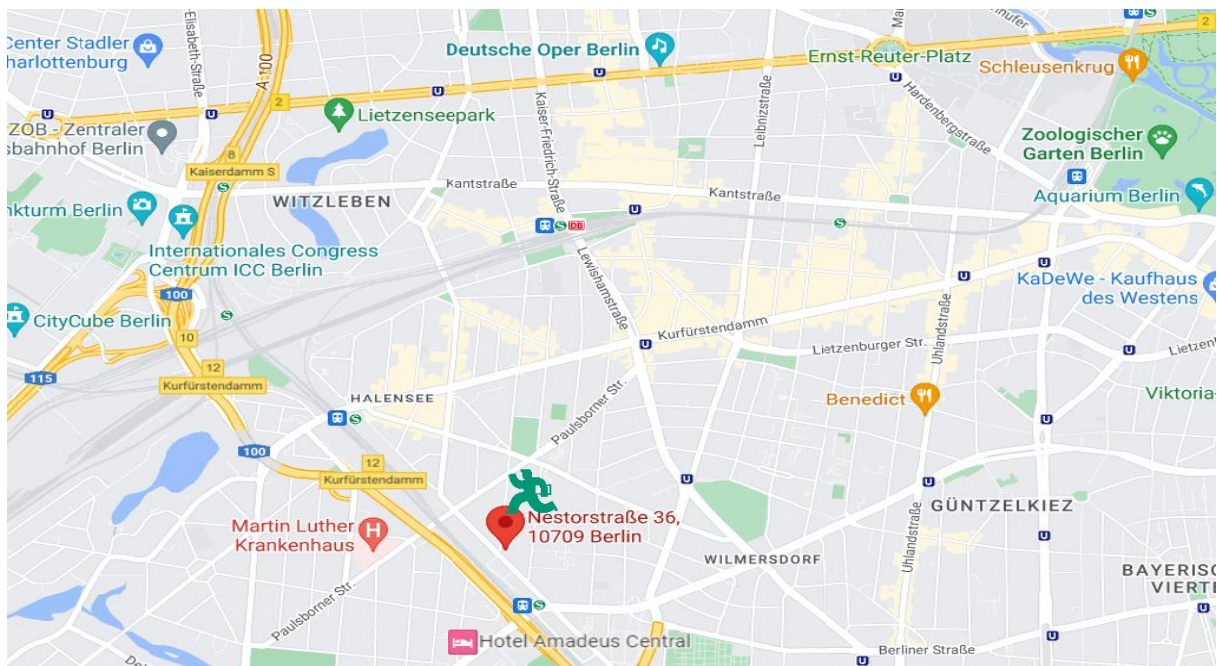 2
-Elisabeth-Straße
Center Stadler
harlottenburg
A 100
Deutsche Oper Berlin
Ernst-Reuter-Platz
Schleusenkrug
2
Lietzenseepark
Kaiser-Friedrich-Straße
Leibnizstraße
Hardenbergstraße
ZOB - Zentraler
sbahnhof Berlin
Zoologischer
Garten Berlin
8
Kaiserdamm S
Kantstraße
Kantstraße
WITZLEBEN
nkturm Berlin
Aquarium Berlin
DB
Internationales Congress
Centrum ICC Berlin
Lewishamstraße
KaDeWe - Kaufhaus
des Westens
100
CityCube Berlin
10
Kurfürstendamm
Uhlandstraße
Lietzenburger Str.
Lietzenb
12
Kurfürstendamm
115
HALENSEE
Paulsborner Str.
Benedict
Viktoria-
100
12
Kurfürstendamm
GÜNTZELKIEZ
Martin Luther
Krankenhaus
Nestorstraße 36,
10709 Berlin
WILMERSDORF
Uhlandstraße
BAYERISC
VIERTE
Paulsborner Str.
Hotel Amadeus Central
Berliner Straße